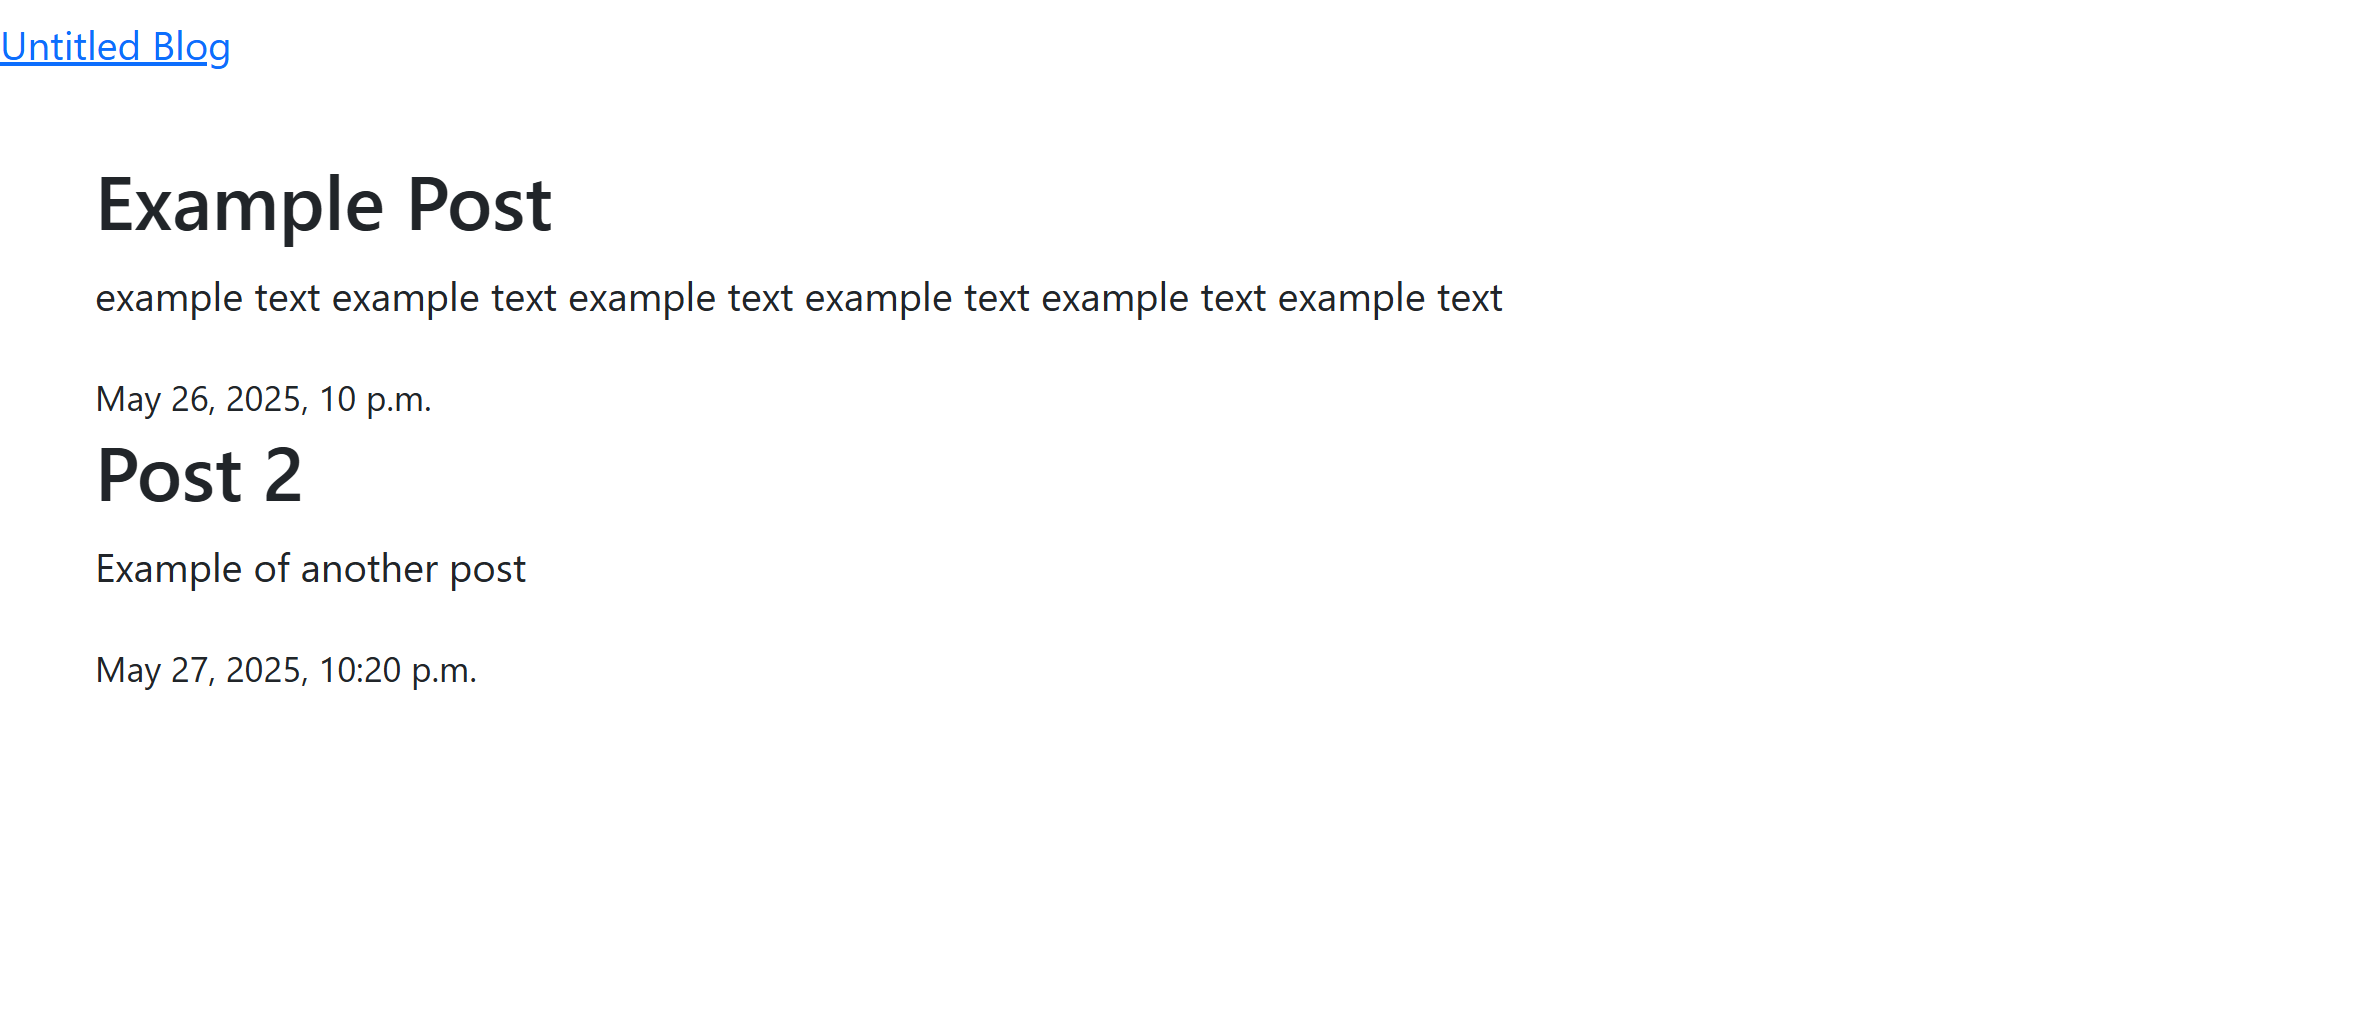 Untitled Blog
Example Post
example text example text example text example text example text example text
May 26, 2025, 10 p.m.
Post 2
Example of another post
May 27, 2025, 10:20 p.m.